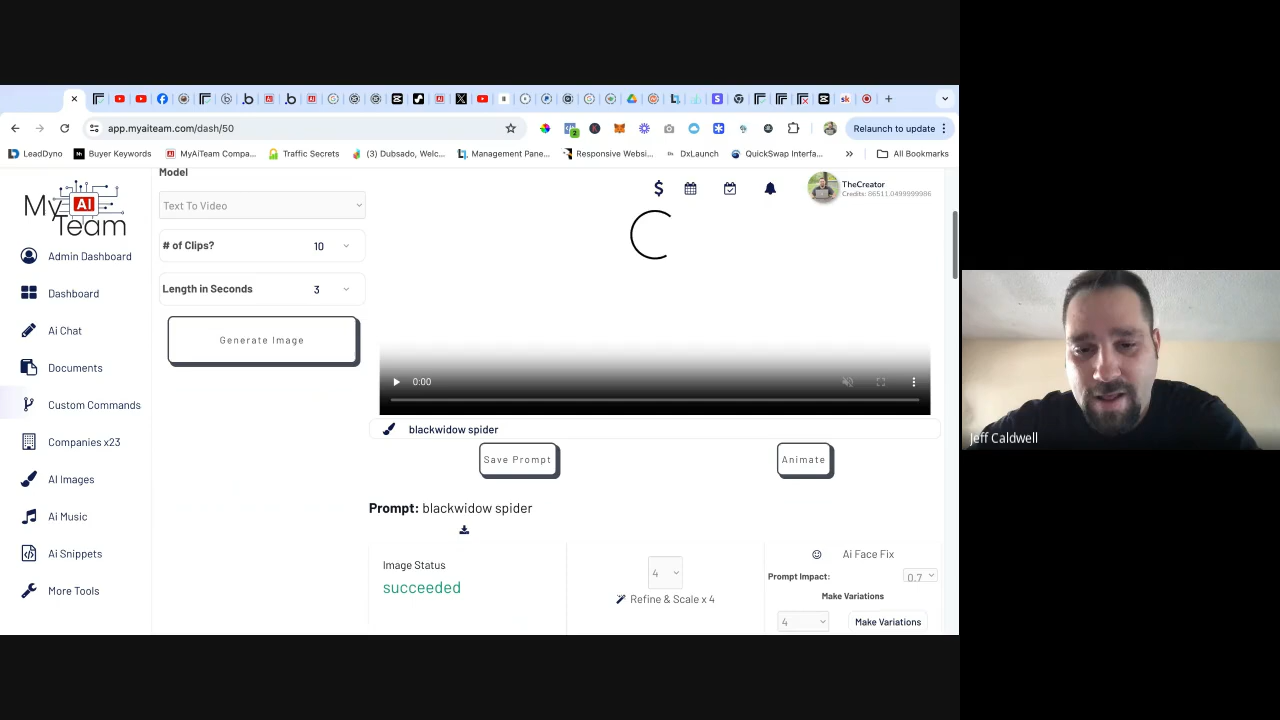 app.myaiteam.com/dash/50
Relaunch to update
LeadDyno
Buyer Keywords
MyAiTeam Compa...
Traffic Secrets
(3) Dubsado, Welc...
Management Pane...
Responsive Websi...
DxLaunch
QuickSwap Interfa...
»
All Bookmarks
My AI Team
Admin Dashboard
Dashboard
Ai Chat
Documents
Custom Commands
Companies x23
AI Images
Ai Music
Ai Snippets
More Tools
Model
Text To Video
# of Clips? 10
Length in Seconds 3
Generate Image
$
TheCreator
Credits: 86511.0499999986
0:00
blackwidow spider
Save Prompt
Animate
Prompt: blackwidow spider
Image Status
succeeded
4
Refine & Scale x 4
Ai Face Fix
Prompt Impact: 0.7
Make Variations
4
Make Variations
Jeff Caldwell